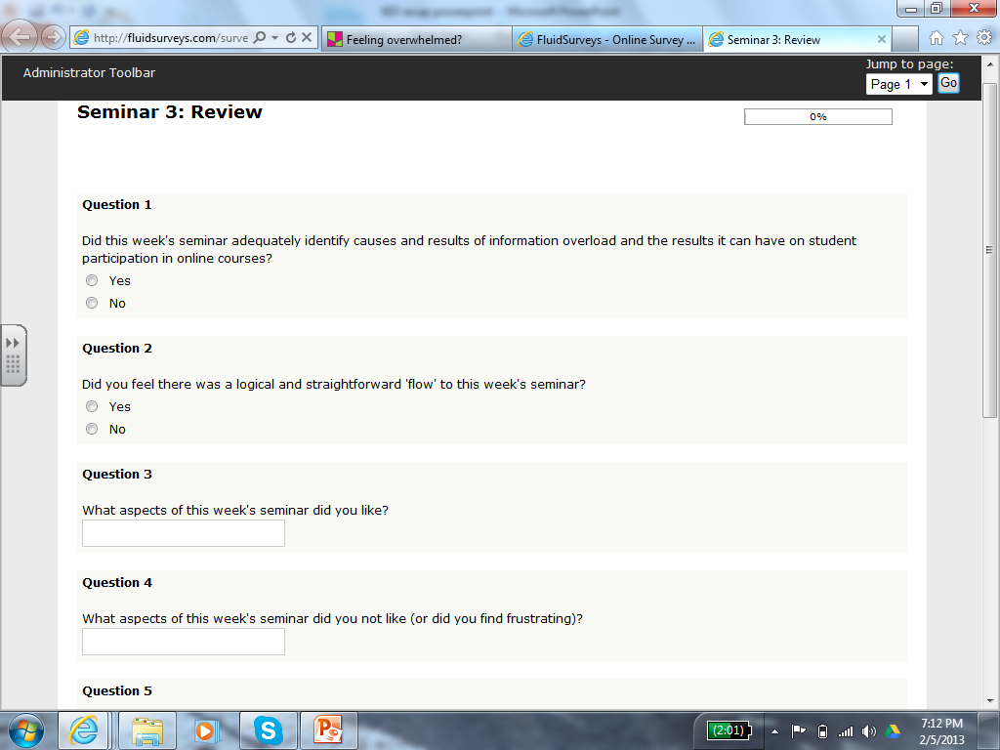 903 recap powerpoint - Microsoft PowerPoint
http://fluidsurveys.com/surve
Feeling overwhelmed?
FluidSurveys - Online Survey ...
Seminar 3: Review
Administrator Toolbar
Jump to page:
Page 1
Go
Seminar 3: Review
0%
Question 1
Did this week's seminar adequately identify causes and results of information overload and the results it can have on student
participation in online courses?
Yes
No
Question 2
Did you feel there was a logical and straightforward 'flow' to this week's seminar?
Yes
No
Question 3
What aspects of this week's seminar did you like?
Question 4
What aspects of this week's seminar did you not like (or did you find frustrating)?
Question 5
(2:01)
7:12 PM
2/5/2013